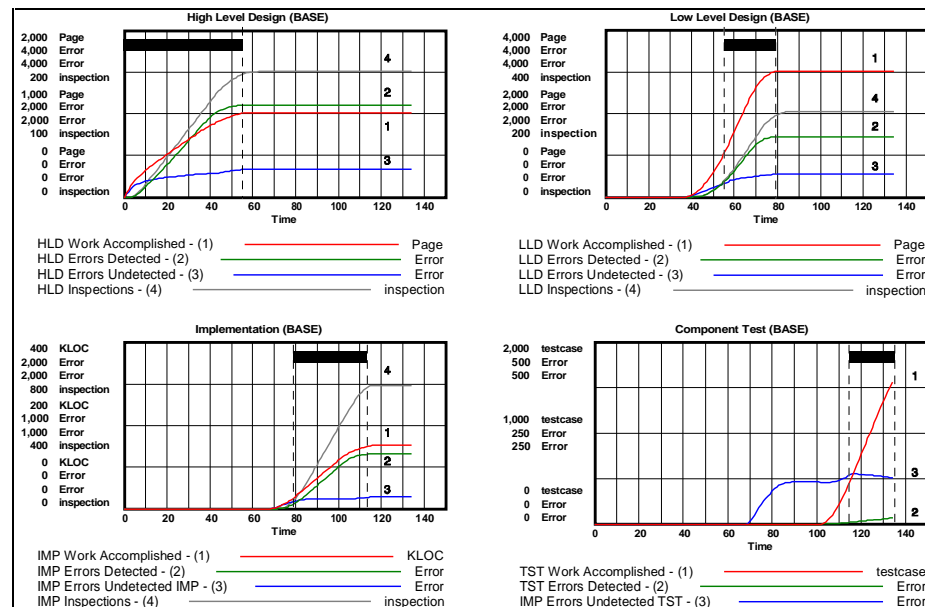 High Level Design (BASE)
2,000 Page
4,000 Error
4,000 Error
200 inspection
1,000 Page
2,000 Error
2,000 Error
100 inspection
0 Page
0 Error
0 Error
0 inspection
4
2
1
3
0 20 40 60 80 100 120 140
Time
HLD Work Accomplished - (1) Page
HLD Errors Detected - (2) Error
HLD Errors Undetected - (3) Error
HLD Inspections - (4) inspection
Low Level Design (BASE)
4,000 Page
4,000 Error
4,000 Error
400 inspection
2,000 Page
2,000 Error
2,000 Error
200 inspection
0 Page
0 Error
0 Error
0 inspection
1
4
2
3
0 20 40 60 80 100 120 140
Time
LLD Work Accomplished - (1) Page
LLD Errors Detected - (2) Error
LLD Errors Undetected - (3) Error
LLD Inspections - (4) inspection
Implementation (BASE)
400 KLOC
2,000 Error
2,000 Error
800 inspection
200 KLOC
1,000 Error
1,000 Error
400 inspection
0 KLOC
0 Error
0 Error
0 inspection
4
1
2
3
0 20 40 60 80 100 120 140
Time
IMP Work Accomplished - (1) KLOC
IMP Errors Detected - (2) Error
IMP Errors Undetected IMP - (3) Error
IMP Inspections - (4) inspection
Component Test (BASE)
2,000 testcase
500 Error
500 Error
1,000 testcase
250 Error
250 Error
0 testcase
0 Error
0 Error
1
3
2
0 20 40 60 80 100 120 140
Time
TST Work Accomplished - (1) testcase
TST Errors Detected - (2) Error
IMP Errors Undetected TST - (3) Error